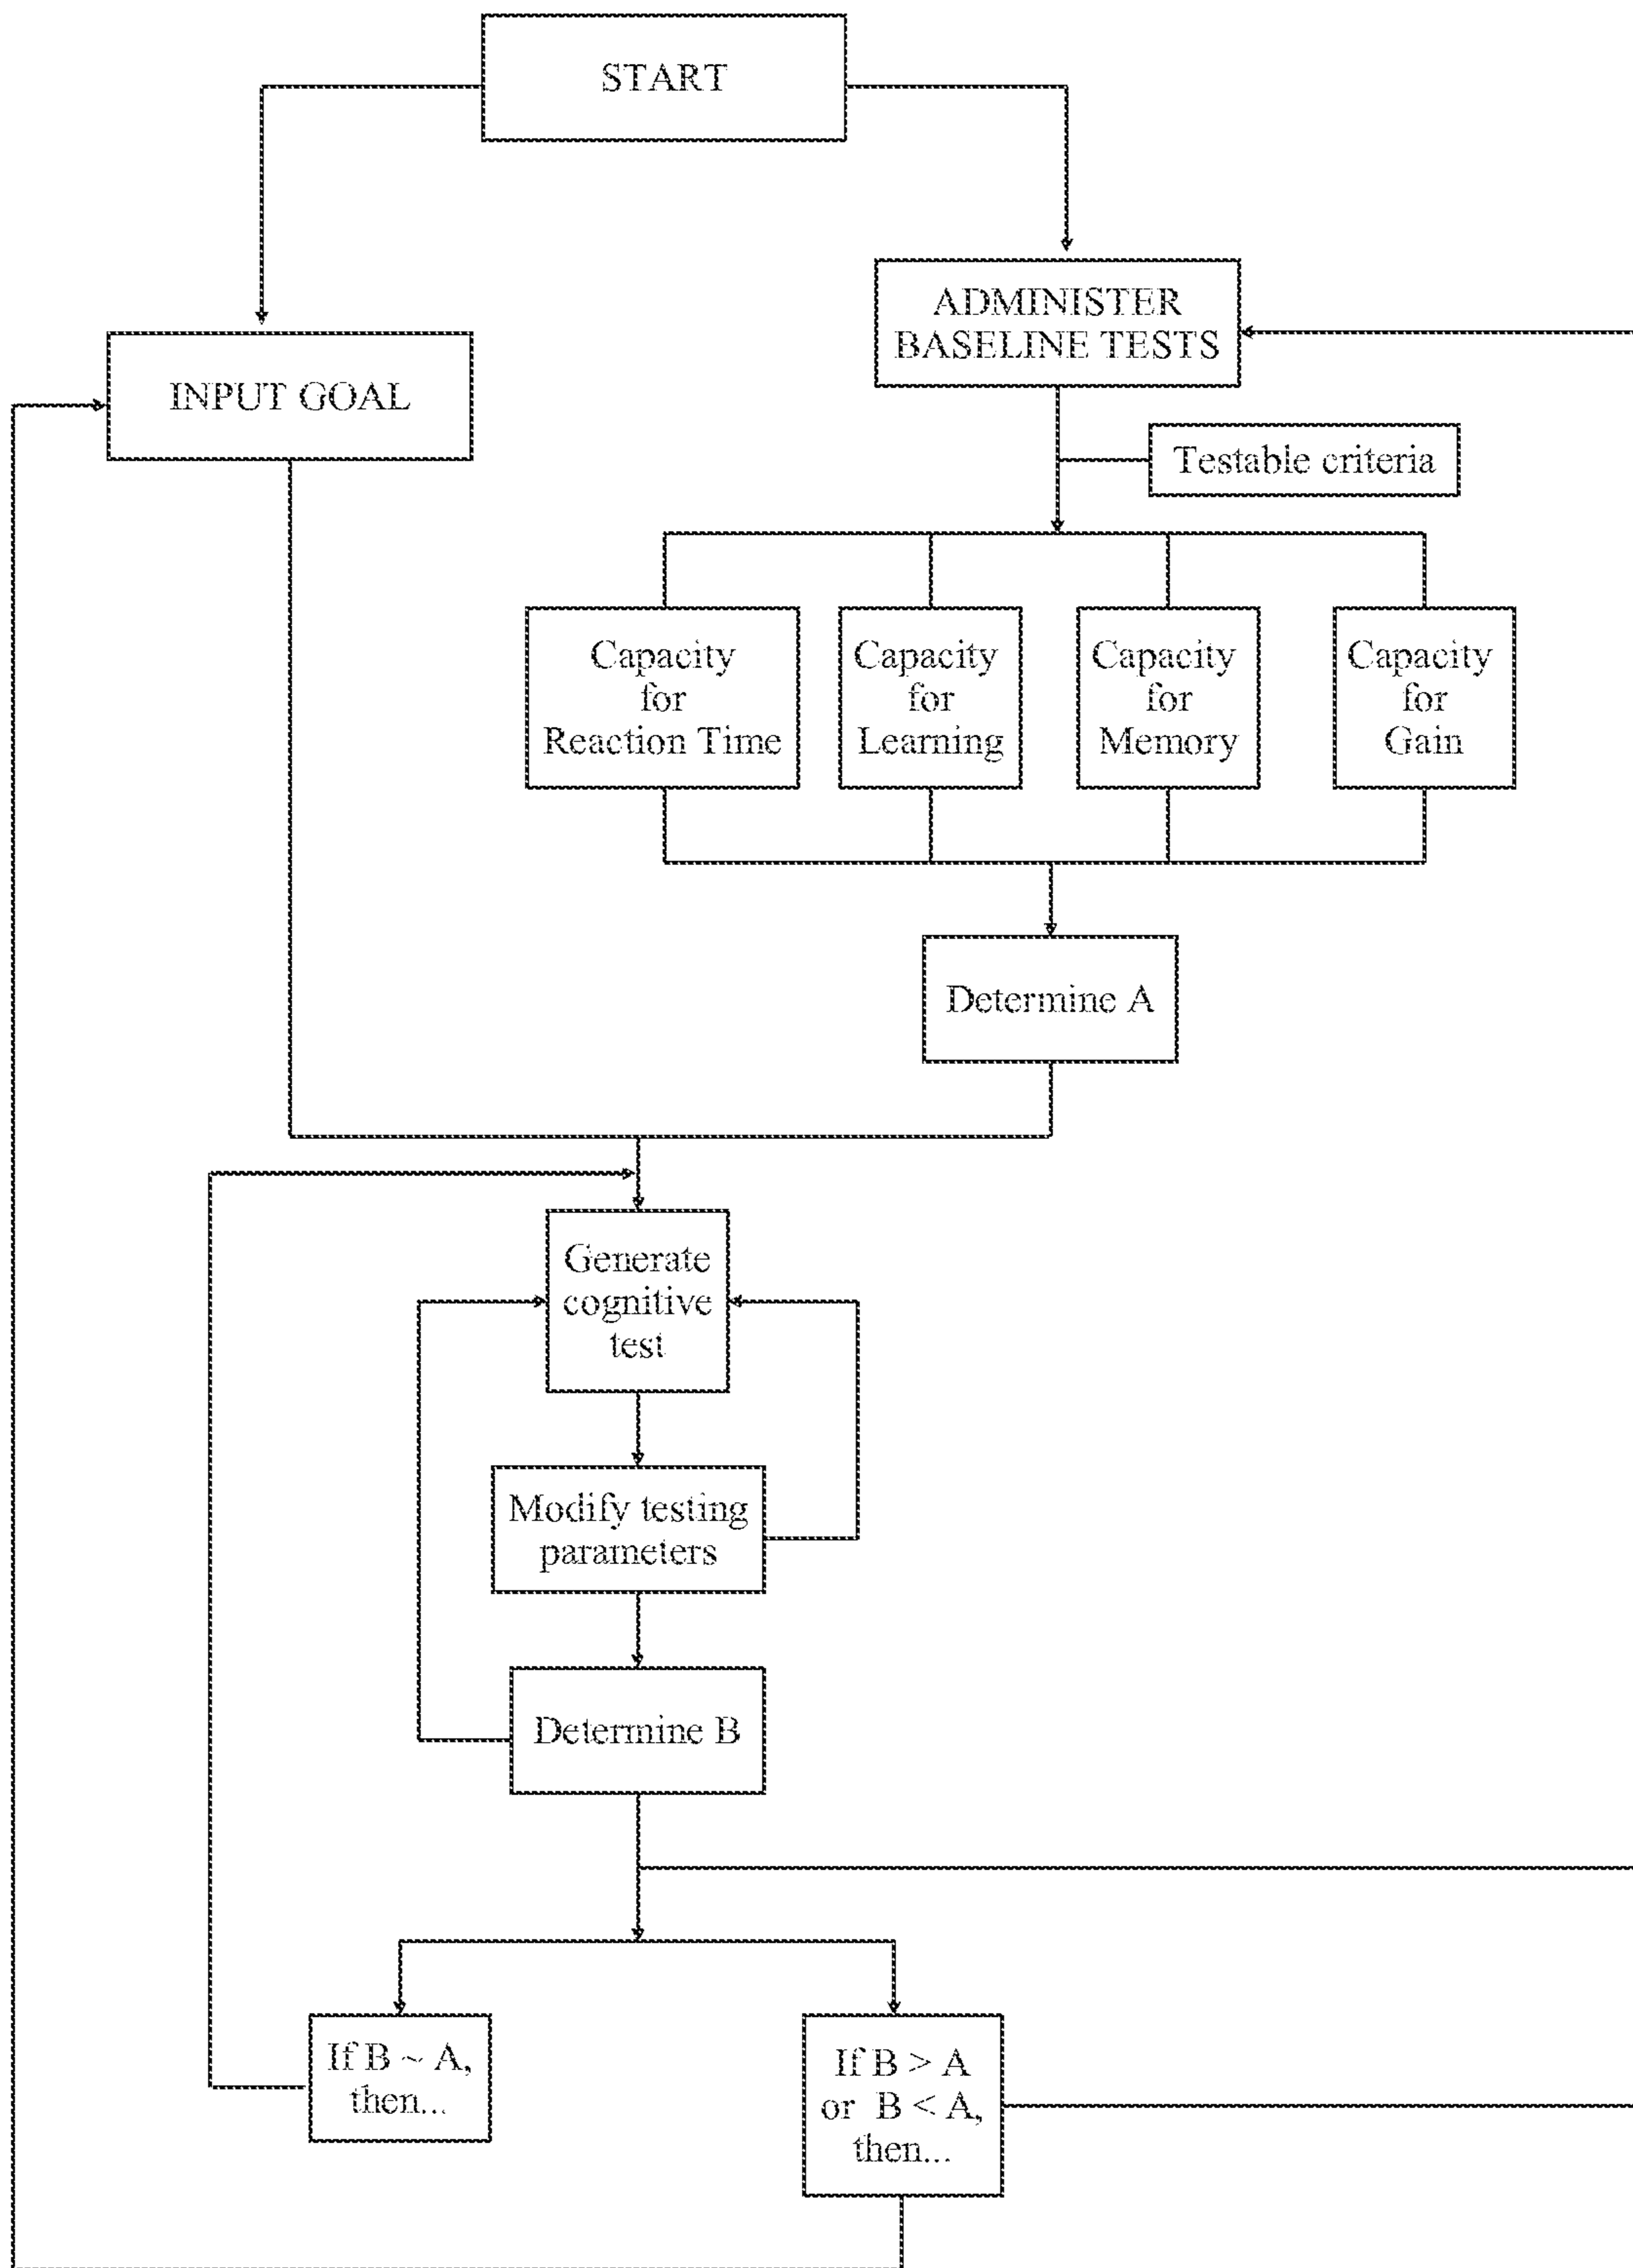 START
ADMINISTER
BASELINE TESTS
INPUT GOAL
Testable criteria
Capacity
for
Reaction Time
Capacity
for
Learning
Capacity
for
Memory
Capacity
for
Gain
Determine A
Generate
cognitive
test
Modify testing
parameters
Determine B
If B ~ A,
then...
If B > A
or B < A,
then...